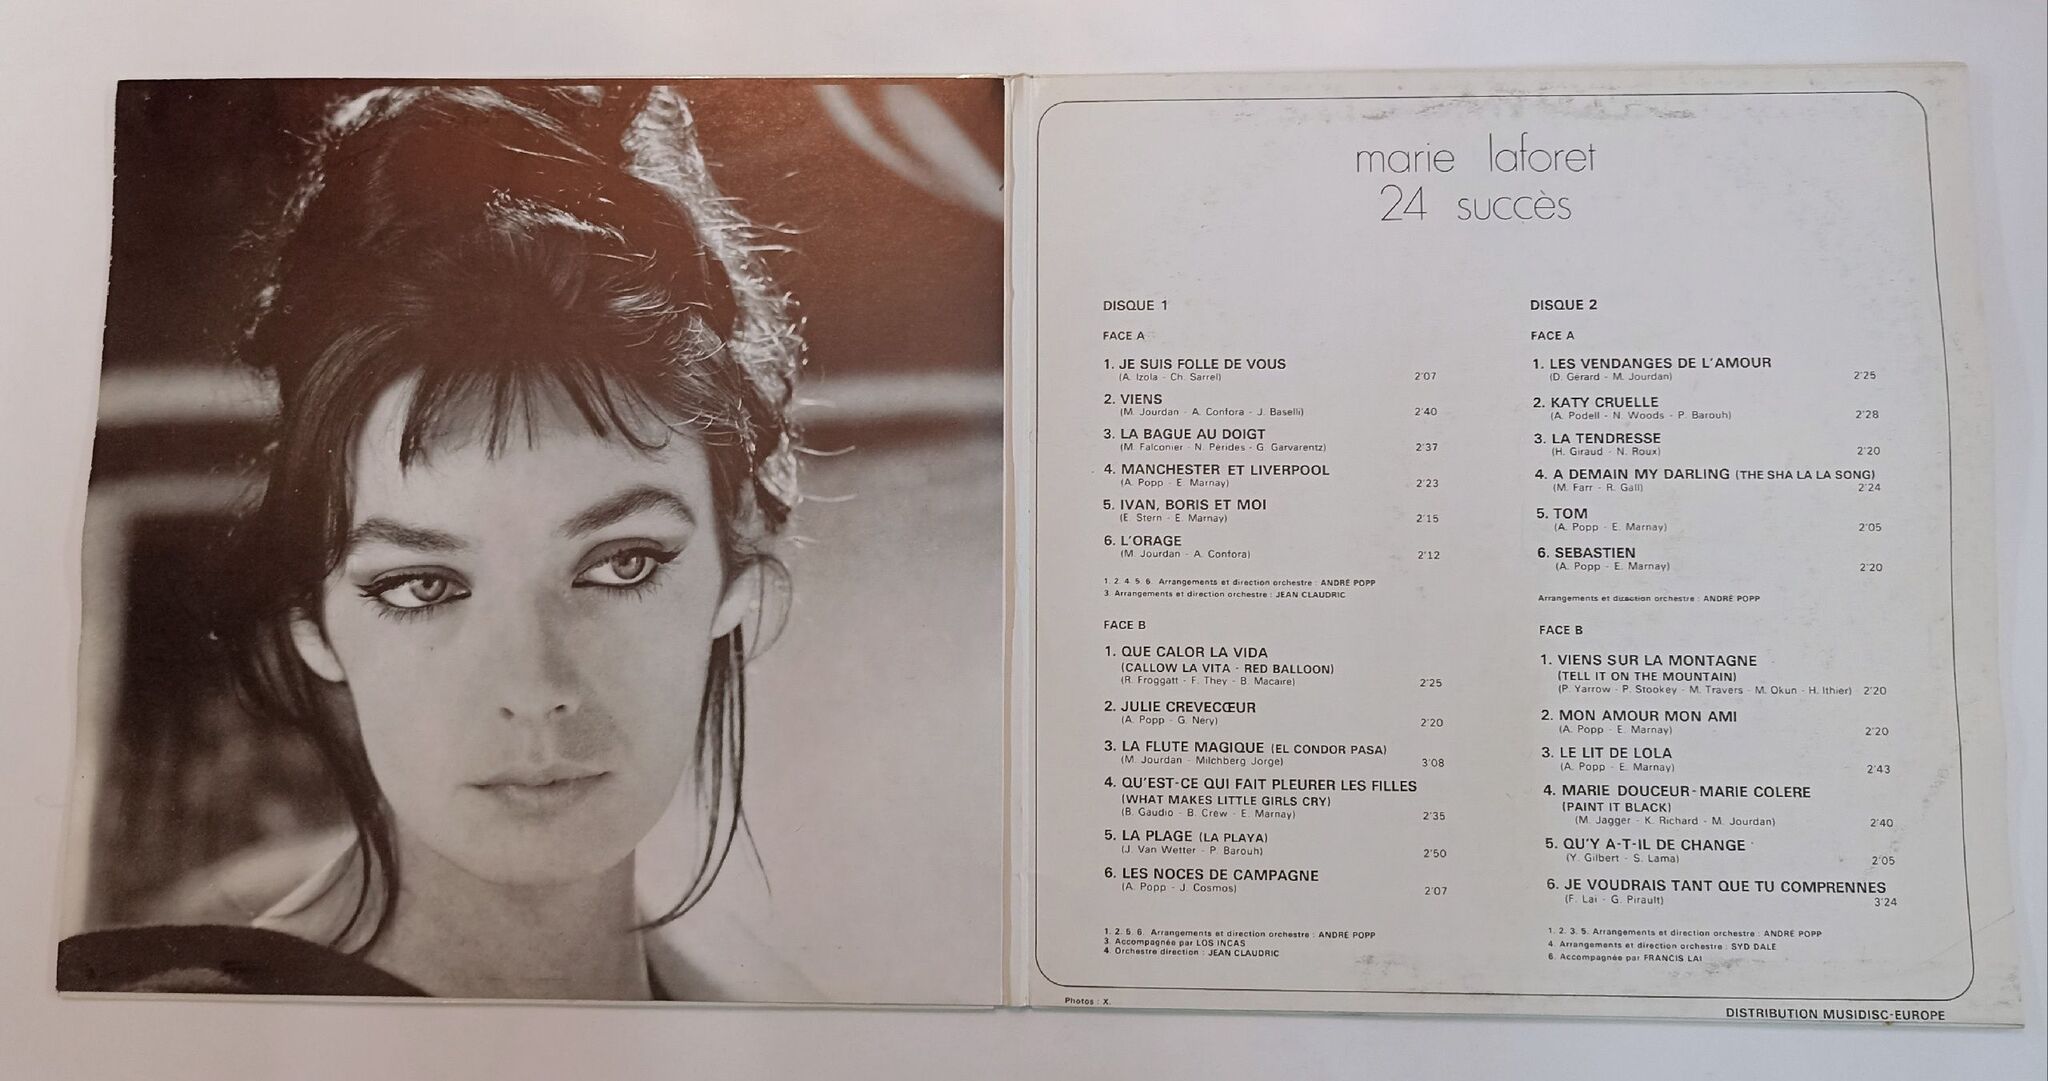 marie laforet
24 succès
DISQUE 1
FACE A
1. JE SUIS FOLLE DE VOUS
(A. Izola - Ch. Sarrel) 2'07
2. VIENS
(M. Jourdan - A. Confora - J. Baselli) 2'40
3. LA BAGUE AU DOIGT
(M. Falconier - N. Péridès - G. Garvarentz) 2'37
4. MANCHESTER ET LIVERPOOL
(A. Popp - E. Marnay) 2'23
5. IVAN, BORIS ET MOI
(E. Stern - E. Marnay) 2'15
6. L'ORAGE
(M. Jourdan - A. Confora) 2'12
1. 2. 4. 5. 6. Arrangements et direction orchestre : ANDRÉ POPP
3. Arrangements et direction orchestre : JEAN CLAUDRIC
FACE B
1. QUE CALOR LA VIDA
(CALLOW LA VITA - RED BALLOON)
(R. Froggatt - F. They - B. Macaire) 2'25
2. JULIE CREVECŒUR
(A. Popp - G. Nery) 2'20
3. LA FLUTE MAGIQUE (EL CONDOR PASA)
(M. Jourdan - Milchberg Jorge) 3'08
4. QU'EST-CE QUI FAIT PLEURER LES FILLES
(WHAT MAKES LITTLE GIRLS CRY)
(B. Gaudio - B. Crew - E. Marnay) 2'35
5. LA PLAGE (LA PLAYA)
(J. Van Wetter - P. Barouh) 2'50
6. LES NOCES DE CAMPAGNE
(A. Popp - J. Cosmos) 2'07
1. 2. 5. 6. Arrangements et direction orchestre : ANDRÉ POPP
3. Accompagnée par LOS INCAS
4. Orchestre direction : JEAN CLAUDRIC
DISQUE 2
FACE A
1. LES VENDANGES DE L'AMOUR
(D. Gérard - M. Jourdan) 2'25
2. KATY CRUELLE
(A. Podell - N. Woods - P. Barouh) 2'28
3. LA TENDRESSE
(H. Giraud - N. Roux) 2'20
4. A DEMAIN MY DARLING (THE SHA LA LA SONG)
(M. Farr - R. Gall) 2'24
5. TOM
(A. Popp - E. Marnay) 2'05
6. SEBASTIEN
(A. Popp - E. Marnay) 2'20
Arrangements et direction orchestre : ANDRÉ POPP
FACE B
1. VIENS SUR LA MONTAGNE
(TELL IT ON THE MOUNTAIN)
(P. Yarrow - P. Stookey - M. Travers - M. Okun - H. Ithier) 2'20
2. MON AMOUR MON AMI
(A. Popp - E. Marnay) 2'20
3. LE LIT DE LOLA
(A. Popp - E. Marnay) 2'43
4. MARIE DOUCEUR - MARIE COLERE
(PAINT IT BLACK)
(M. Jagger - K. Richard - M. Jourdan) 2'40
5. QU'Y A-T-IL DE CHANGE
(Y. Gilbert - S. Lama) 2'05
6. JE VOUDRAIS TANT QUE TU COMPRENNES
(F. Lai - G. Pirault) 3'24
1. 2. 3. 5. Arrangements et direction orchestre : ANDRÉ POPP
4. Arrangements et direction orchestre : SYD DALE
6. Accompagnée par FRANCIS LAI
Photos : X.
DISTRIBUTION MUSIDISC-EUROPE